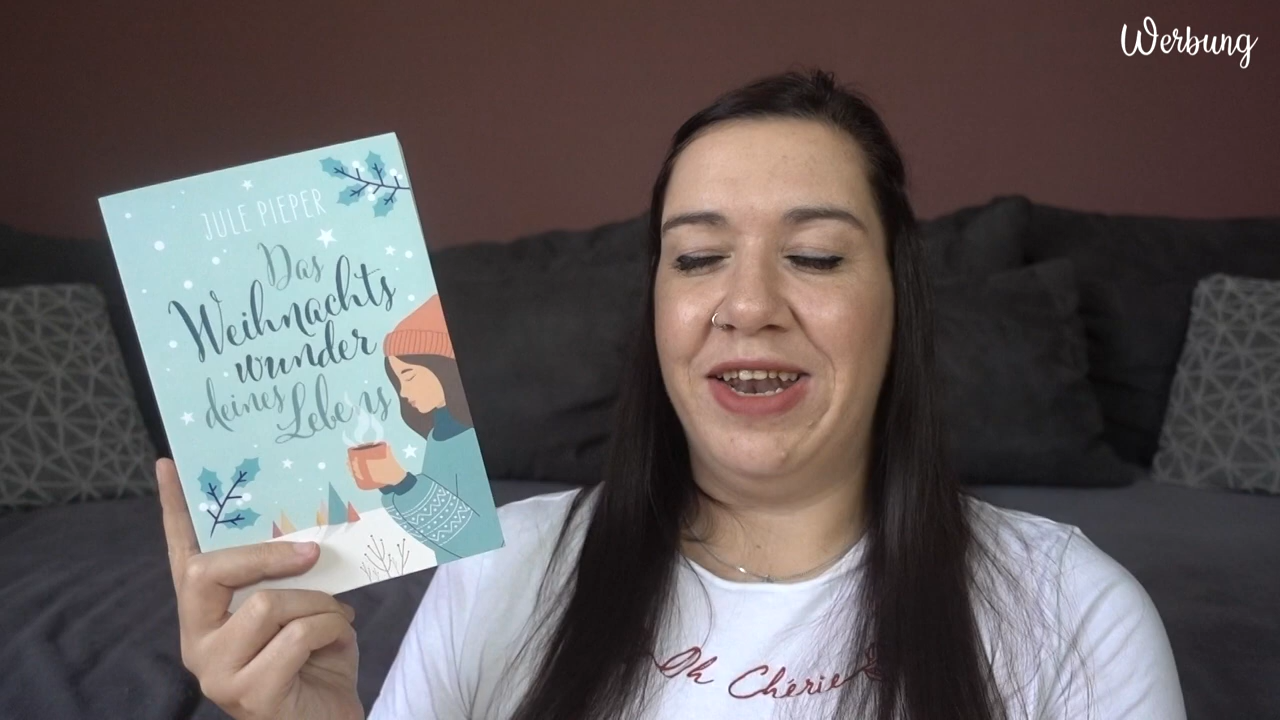 Werbung
JULE PIEPER
Das
Weihnachts
wunder
deines
Lebens
Oh Chérie